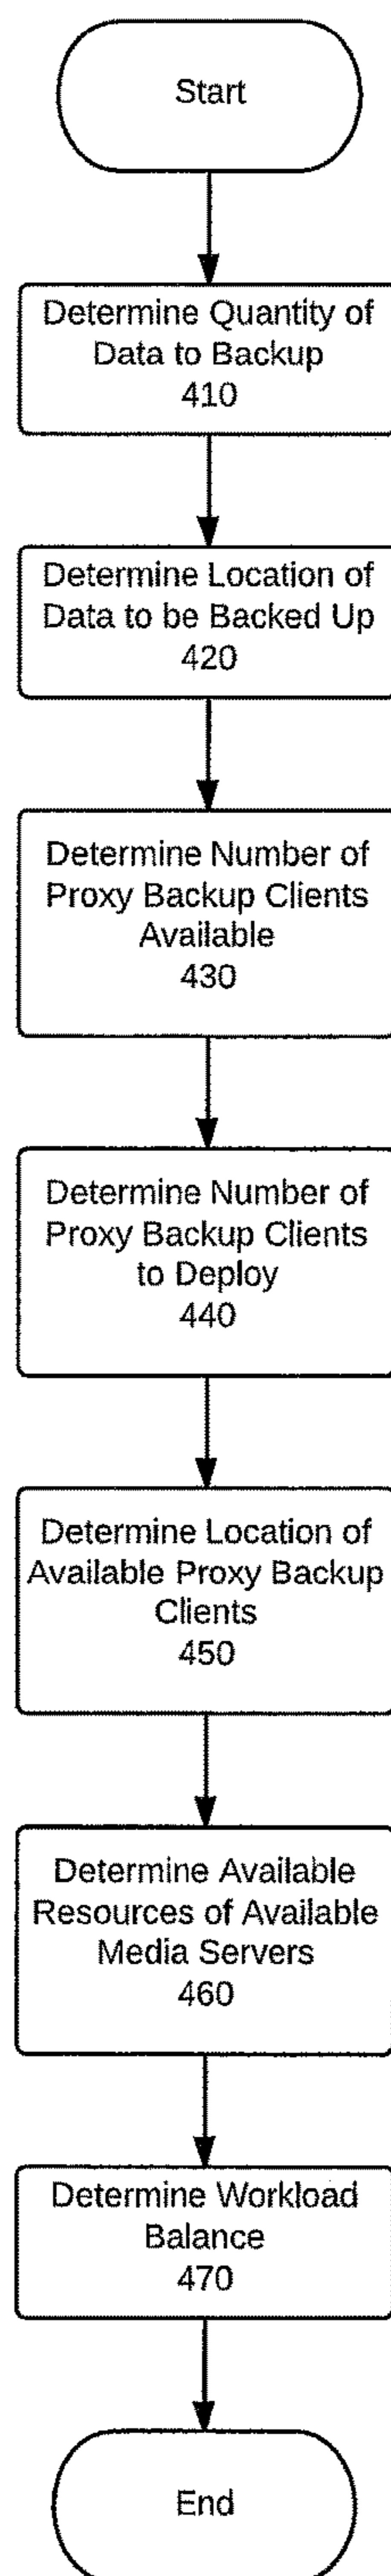 Start
Determine Quantity of
Data to Backup
410
Determine Location of
Data to be Backed Up
420
Determine Number of
Proxy Backup Clients
Available
430
Determine Number of
Proxy Backup Clients
to Deploy
440
Determine Location of
Available Proxy Backup
Clients
450
Determine Available
Resources of Available
Media Servers
460
Determine Workload
Balance
470
End